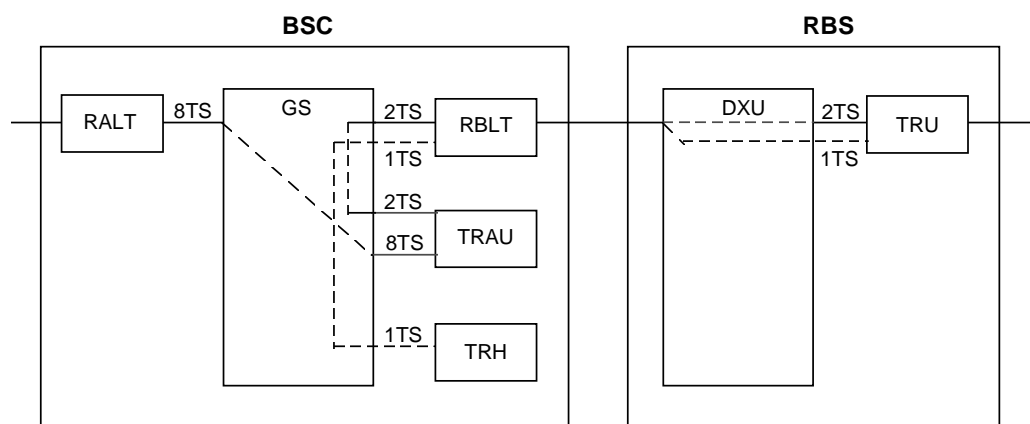 BSC
RBS
RALT
8TS
GS
2TS
RBLT
1TS
2TS
8TS
TRAU
1TS
TRH
DXU
2TS
TRU
1TS